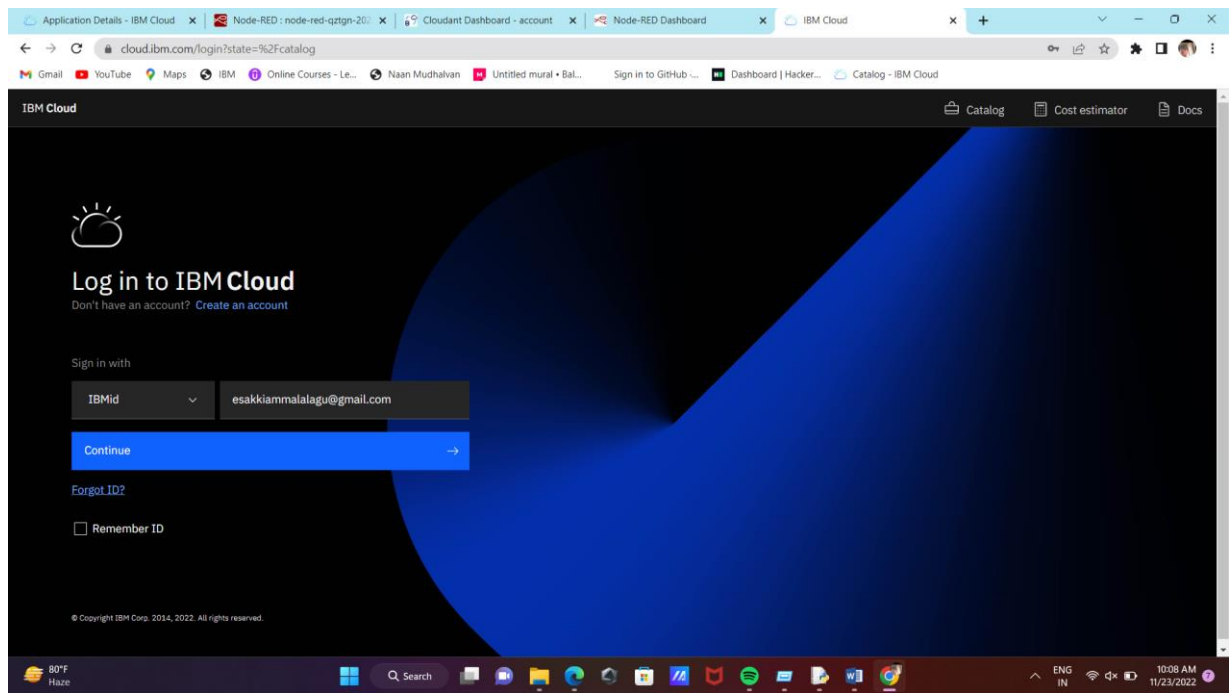 Application Details - IBM Cloud
Node-RED : node-red-qztgn-202
Cloudant Dashboard - account
Node-RED Dashboard
IBM Cloud
cloud.ibm.com/login?state=%2Fcatalog
Gmail YouTube Maps IBM Online Courses - Le... Naan Mudhalvan Untitled mural • Bal... Sign in to GitHub ·... Dashboard | Hacker... Catalog - IBM Cloud
IBM Cloud Catalog Cost estimator Docs
Log in to IBM Cloud
Don't have an account? Create an account
Sign in with
IBMid esakkiammalalagu@gmail.com
Continue
Forgot ID?
Remember ID
© Copyright IBM Corp. 2014, 2022. All rights reserved.
80°F
Haze
Search
ENG
IN
10:08 AM
11/23/2022